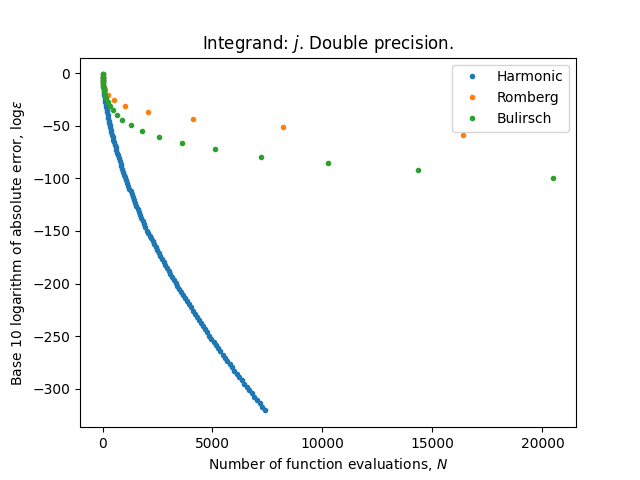 Integrand: j. Double precision.
Harmonic
Romberg
Bulirsch
Base 10 logarithm of absolute error, logε
0
−50
−100
−150
−200
−250
−300
0 5000 10000 15000 20000
Number of function evaluations, N